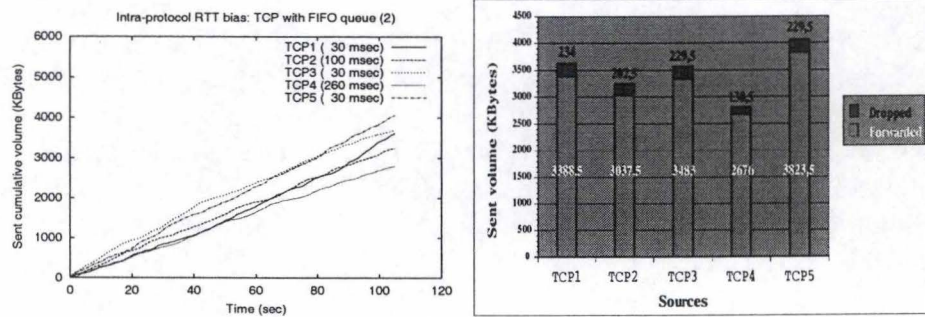 Intra-protocol RTT bias: TCP with FIFO queue (2)
6000
5000
4000
3000
2000
1000
0
Sent cumulative volume (KBytes)
TCP1 ( 30 msec)
TCP2 (100 msec)
TCP3 ( 30 msec)
TCP4 (260 msec)
TCP5 ( 30 msec)
0
20
40
60
80
100
120
Time (sec)
4500
4000
3500
3000
2500
2000
1500
1000
500
0
Sent volume (KBytes)
234
202,5
229,5
138,5
229,5
3388,5
3037,5
3483
2676
3823,5
TCP1
TCP2
TCP3
TCP4
TCP5
Sources
Dropped
Forwarded